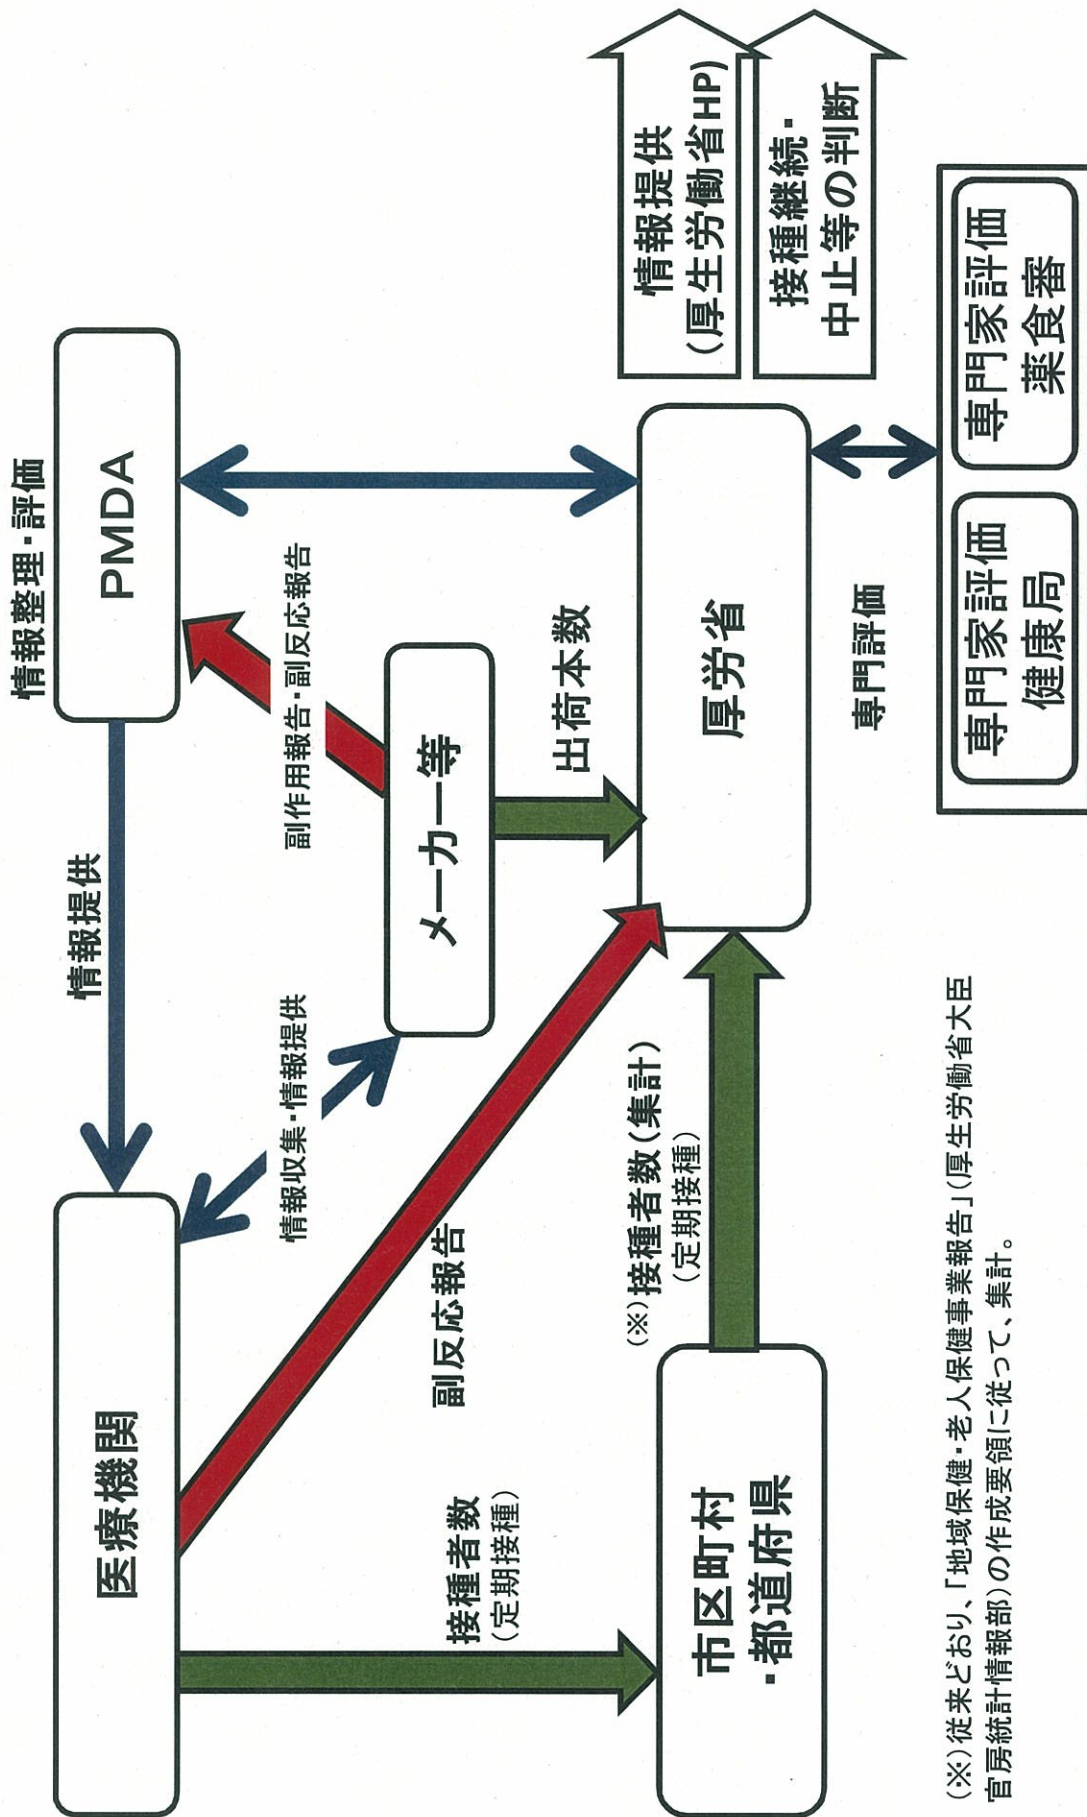 情報整理・評価
医療機関
情報提供
PMDA
情報収集・情報提供
副作用報告・副反応報告
メーカー等
接種者数
(定期接種)
副反応報告
出荷本数
(※)接種者数(集計)
(定期接種)
市区町村
・都道府県
厚労省
情報提供
(厚生労働省HP)
接種継続・
中止等の判断
専門評価
専門家評価
健康局
専門家評価
薬食審
(※)従来どおり、「地域保健・老人保健事業報告」(厚生労働省大臣
官房統計情報部)の作成要領に従って、集計。